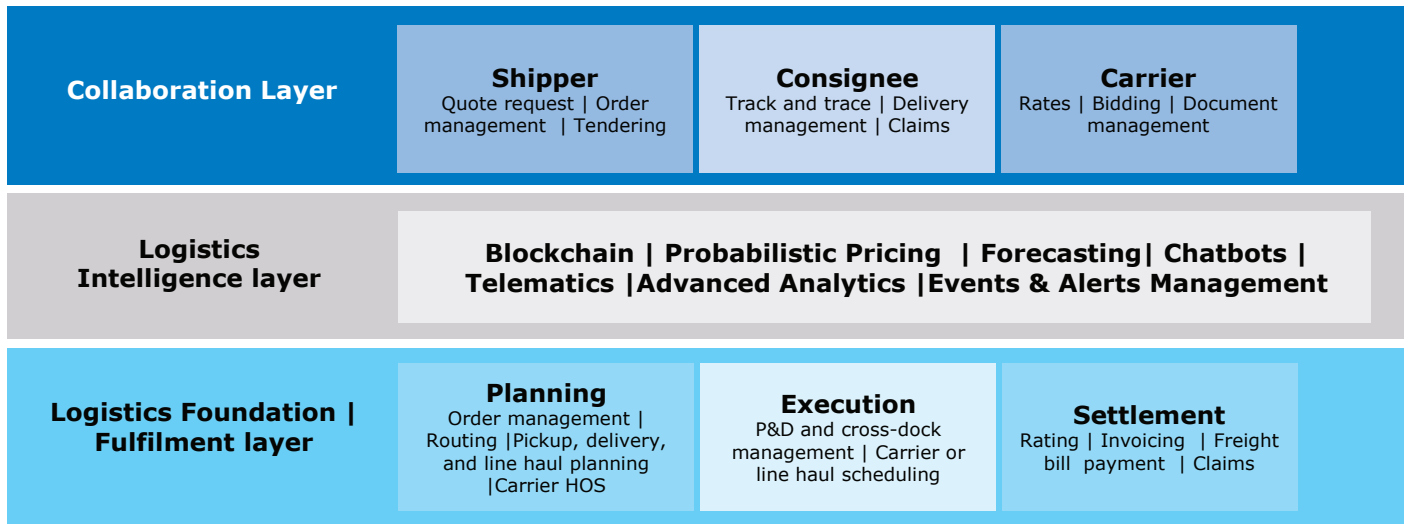 Collaboration Layer
Shipper
Quote request | Order
management  | Tendering
Consignee
Track and trace | Delivery
management | Claims
Carrier
Rates | Bidding | Document
management
Logistics
Intelligence layer
Blockchain | Probabilistic Pricing  | Forecasting| Chatbots |
Telematics |Advanced Analytics |Events & Alerts Management
Logistics Foundation |
Fulfilment layer
Planning
Order management |
Routing |Pickup, delivery,
and line haul planning
|Carrier HOS
Execution
P&D and cross-dock
management | Carrier or
line haul scheduling
Settlement
Rating | Invoicing  | Freight
bill  payment  | Claims